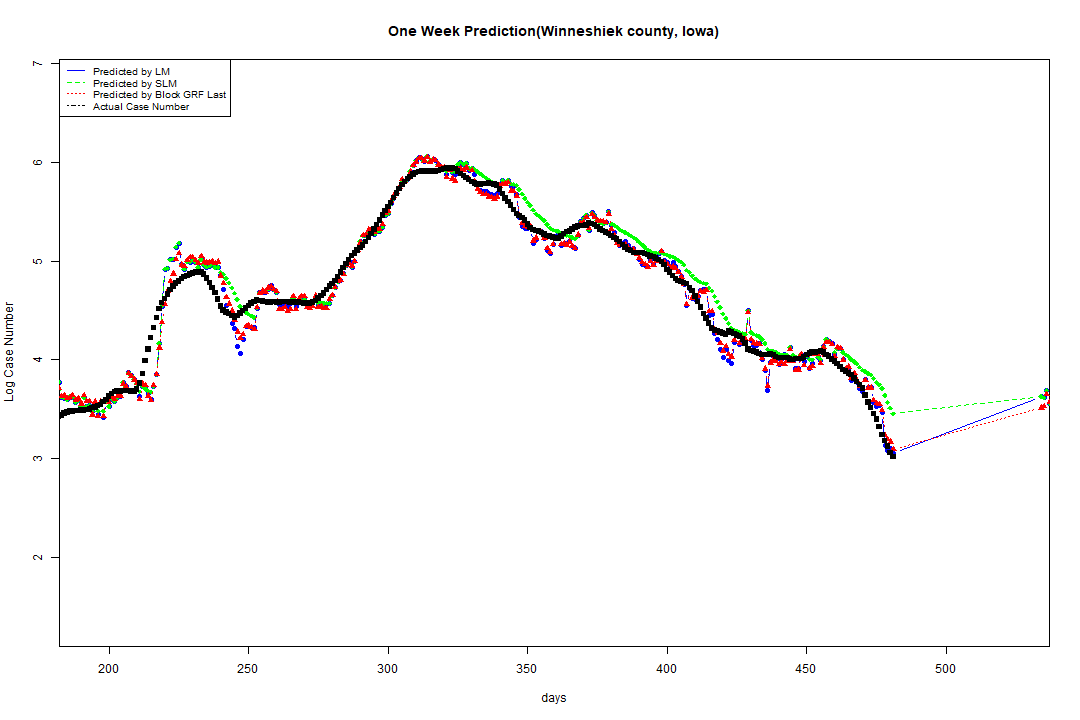 One Week Prediction(Winneshiek county, Iowa)
Predicted by LM
Predicted by SLM
Predicted by Block GRF Last
Actual Case Number
Log Case Number
7
6
5
4
3
2
200 250 300 350 400 450 500
days